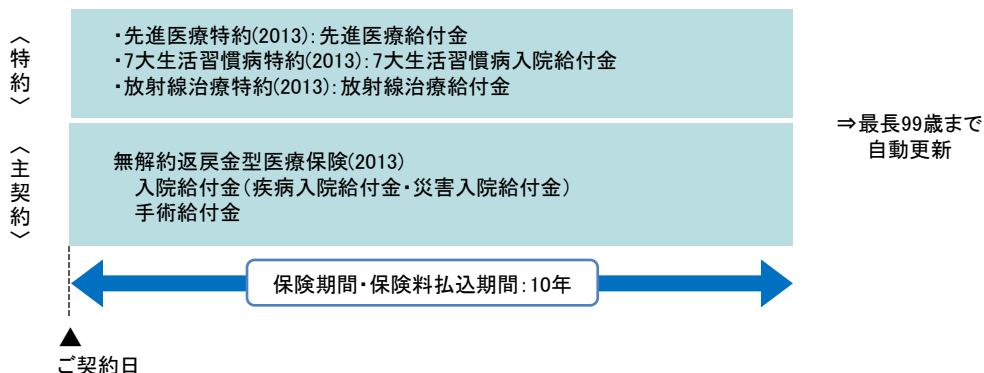 〈特約〉
・先進医療特約(2013)：先進医療給付金
・7大生活習慣病特約(2013)：7大生活習慣病入院給付金
・放射線治療特約(2013)：放射線治療給付金
〈主契約〉
無解約返戻金型医療保険(2013)
入院給付金（疾病入院給付金・災害入院給付金）
手術給付金
⇒最長99歳まで
自動更新
保険期間・保険料払込期間：10年
▲
ご契約日